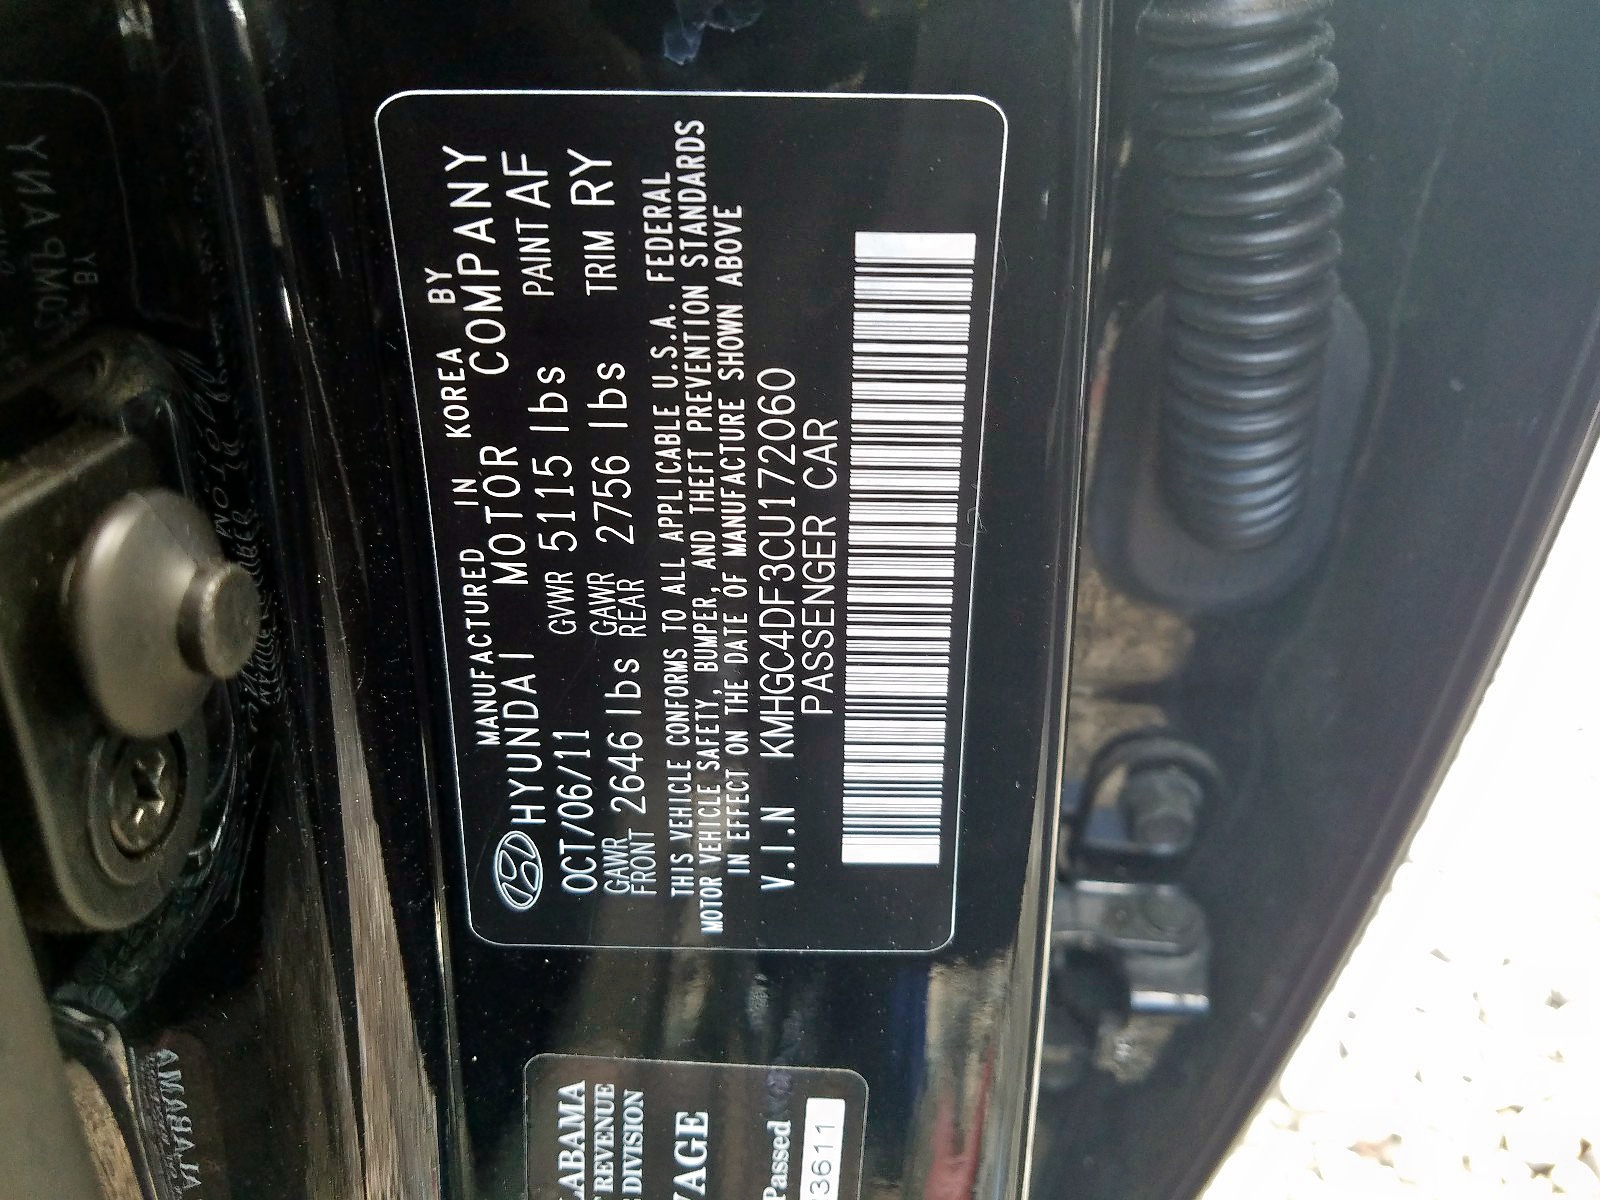 MANUFACTURED IN KOREA BY
HYUNDAI MOTOR COMPANY
OCT/06/11 GVWR 5115 lbs PAINT AF
GAWR FRONT 2646 lbs GAWR REAR 2756 lbs TRIM RY
THIS VEHICLE CONFORMS TO ALL APPLICABLE U.S.A. FEDERAL
MOTOR VEHICLE SAFETY, BUMPER, AND THEFT PREVENTION STANDARDS
IN EFFECT ON THE DATE OF MANUFACTURE SHOWN ABOVE
V.I.N KMHGC4DF3CU172060
PASSENGER CAR
LABAMA
REVENUE
DIVISION
VAGE
Passed
3611